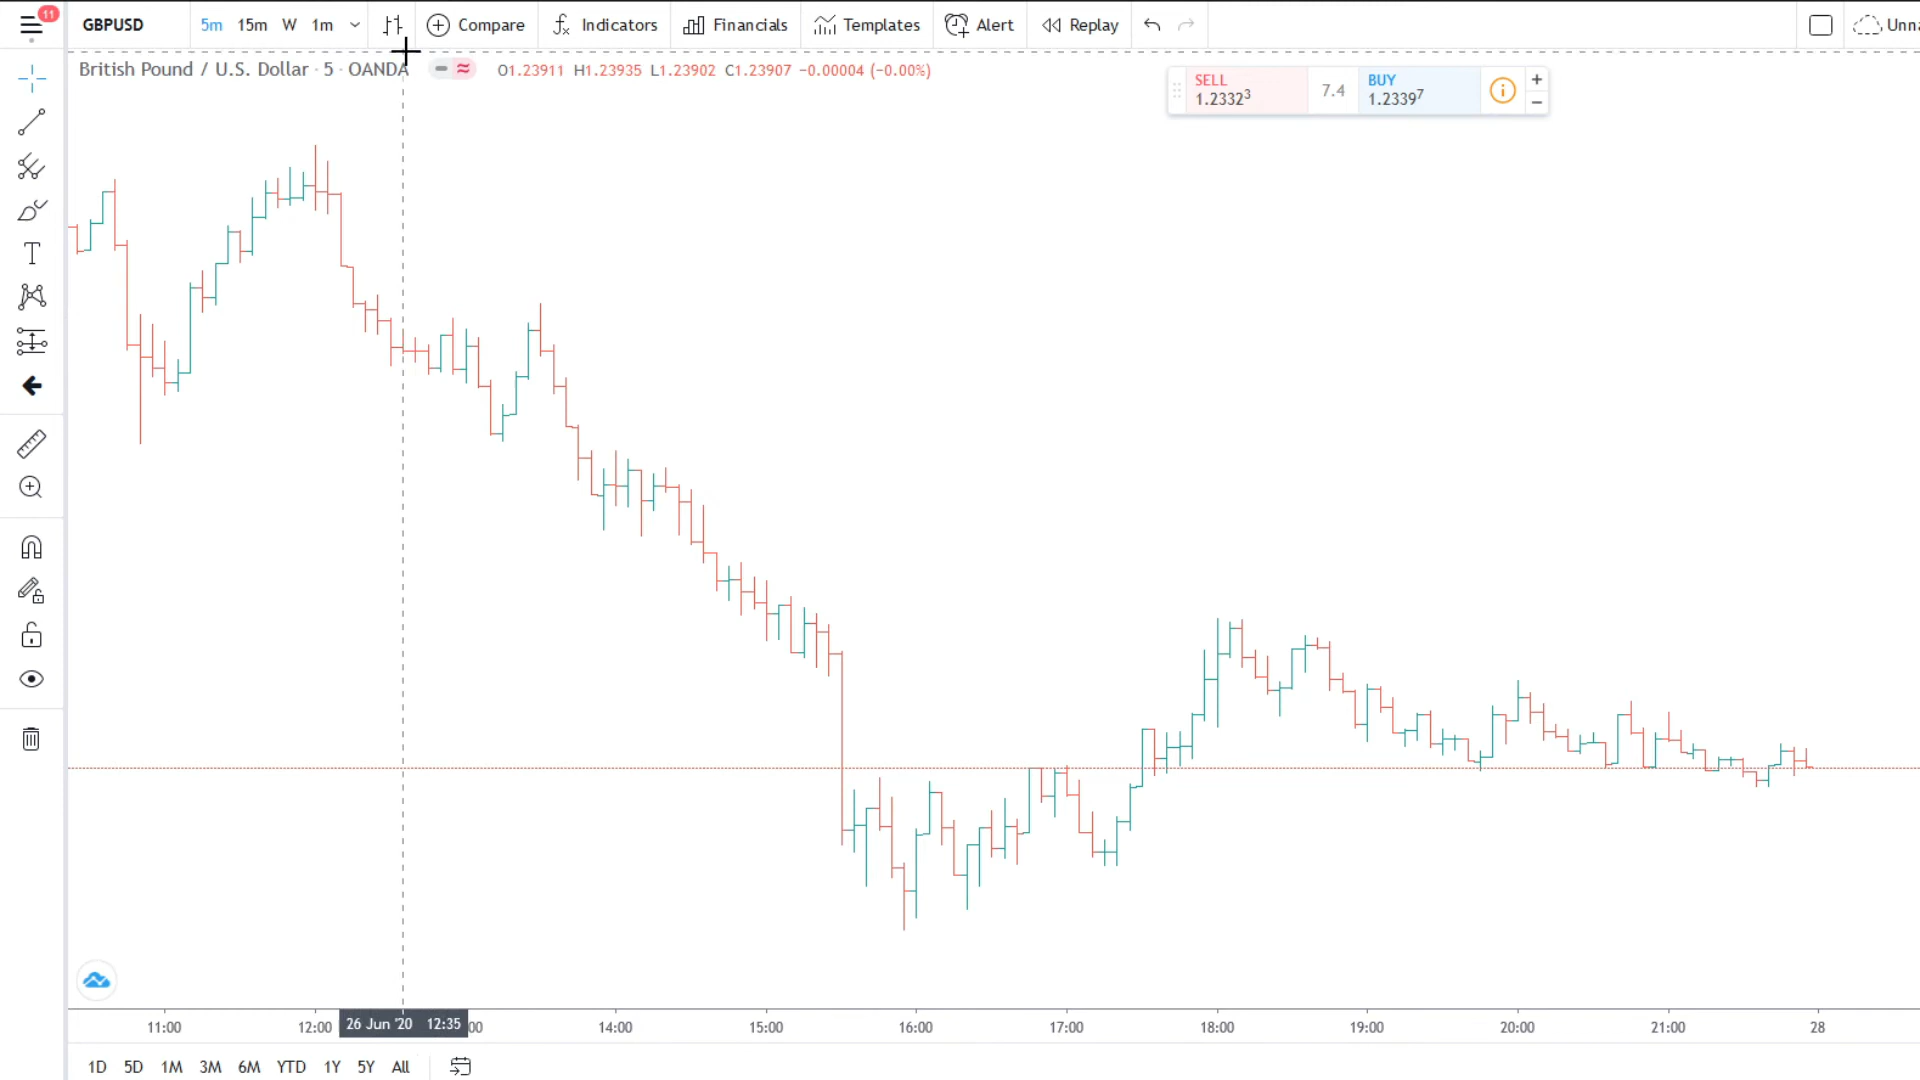 11
GBPUSD 5m 15m W 1m Compare Indicators Financials Templates Alert Replay Unna
British Pound / U.S. Dollar · 5 · OANDA O1.23911 H1.23935 L1.23902 C1.23907 −0.00004 (−0.00%)
SELL
1.23323
7.4
BUY
1.23397
11:00 12:00 26 Jun '20 12:35 :00 14:00 15:00 16:00 17:00 18:00 19:00 20:00 21:00 28
1D 5D 1M 3M 6M YTD 1Y 5Y All